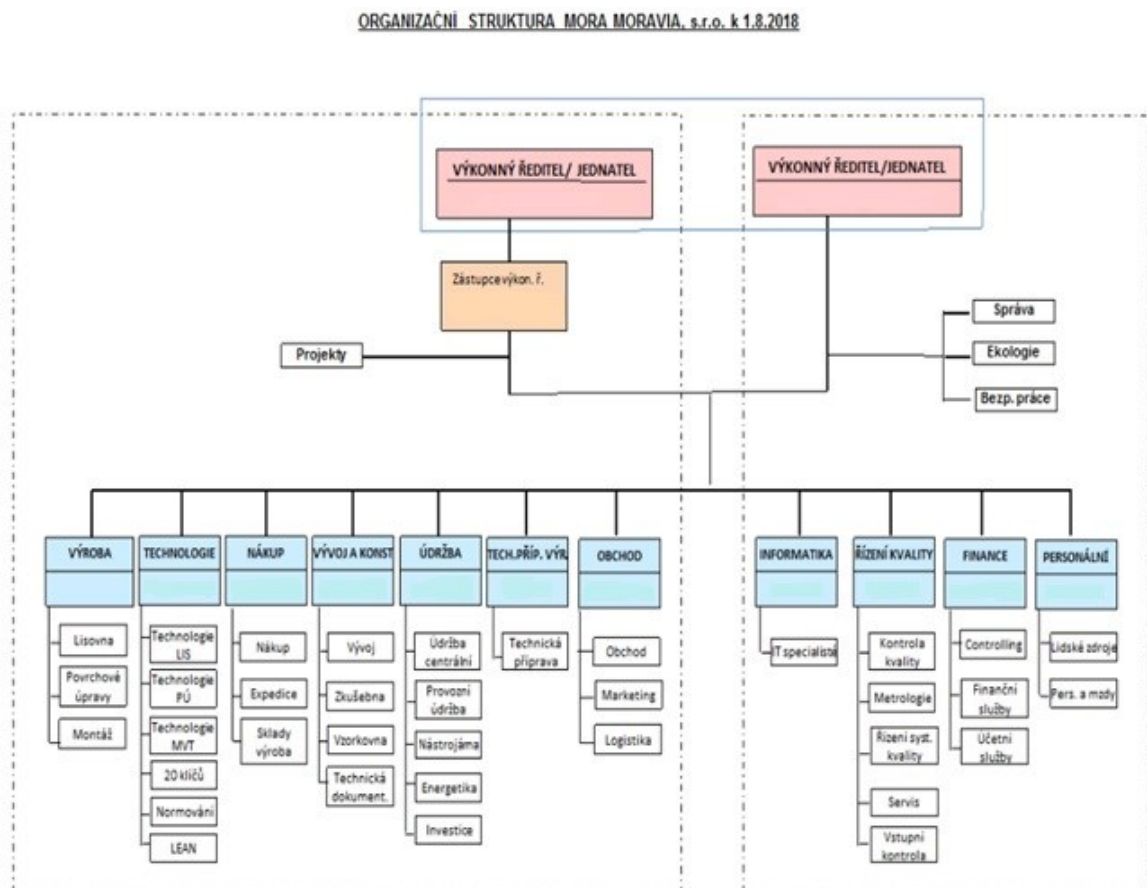 ORGANIZAČNÍ STRUKTURA MORA MORAVIA, s.r.o. k 1.8.2018
VÝKONNÝ ŘEDITEL/ JEDNATEL
VÝKONNÝ ŘEDITEL/JEDNATEL
Zástupce výkon. ř.
Projekty
Správa
Ekologie
Bezp. práce
VÝROBA
TECHNOLOGIE
NÁKUP
VÝVOJ A KONST
ÚDRŽBA
TECH.PŘÍP. VÝR.
OBCHOD
INFORMATIKA
ŘÍZENÍ KVALITY
FINANCE
PERSONÁLNÍ
Lisovna
Povrchové
úpravy
Montáž
Technologie
LIS
Technologie
PÚ
Technologie
MVT
20 klíčů
Normování
LEAN
Nákup
Expedice
Sklady
výroba
Vývoj
Zkušebna
Vzorkovna
Technická
dokument.
Údržba
centrální
Provozní
údržba
Nástrojárna
Energetika
Investice
Technická
příprava
Obchod
Marketing
Logistika
IT specialisté
Kontrola
kvality
Metrologie
Řízení syst.
kvality
Servis
Vstupní
kontrola
Controlling
Finanční
služby
Účetní
služby
Lidské zdroje
Pers. a mzdy